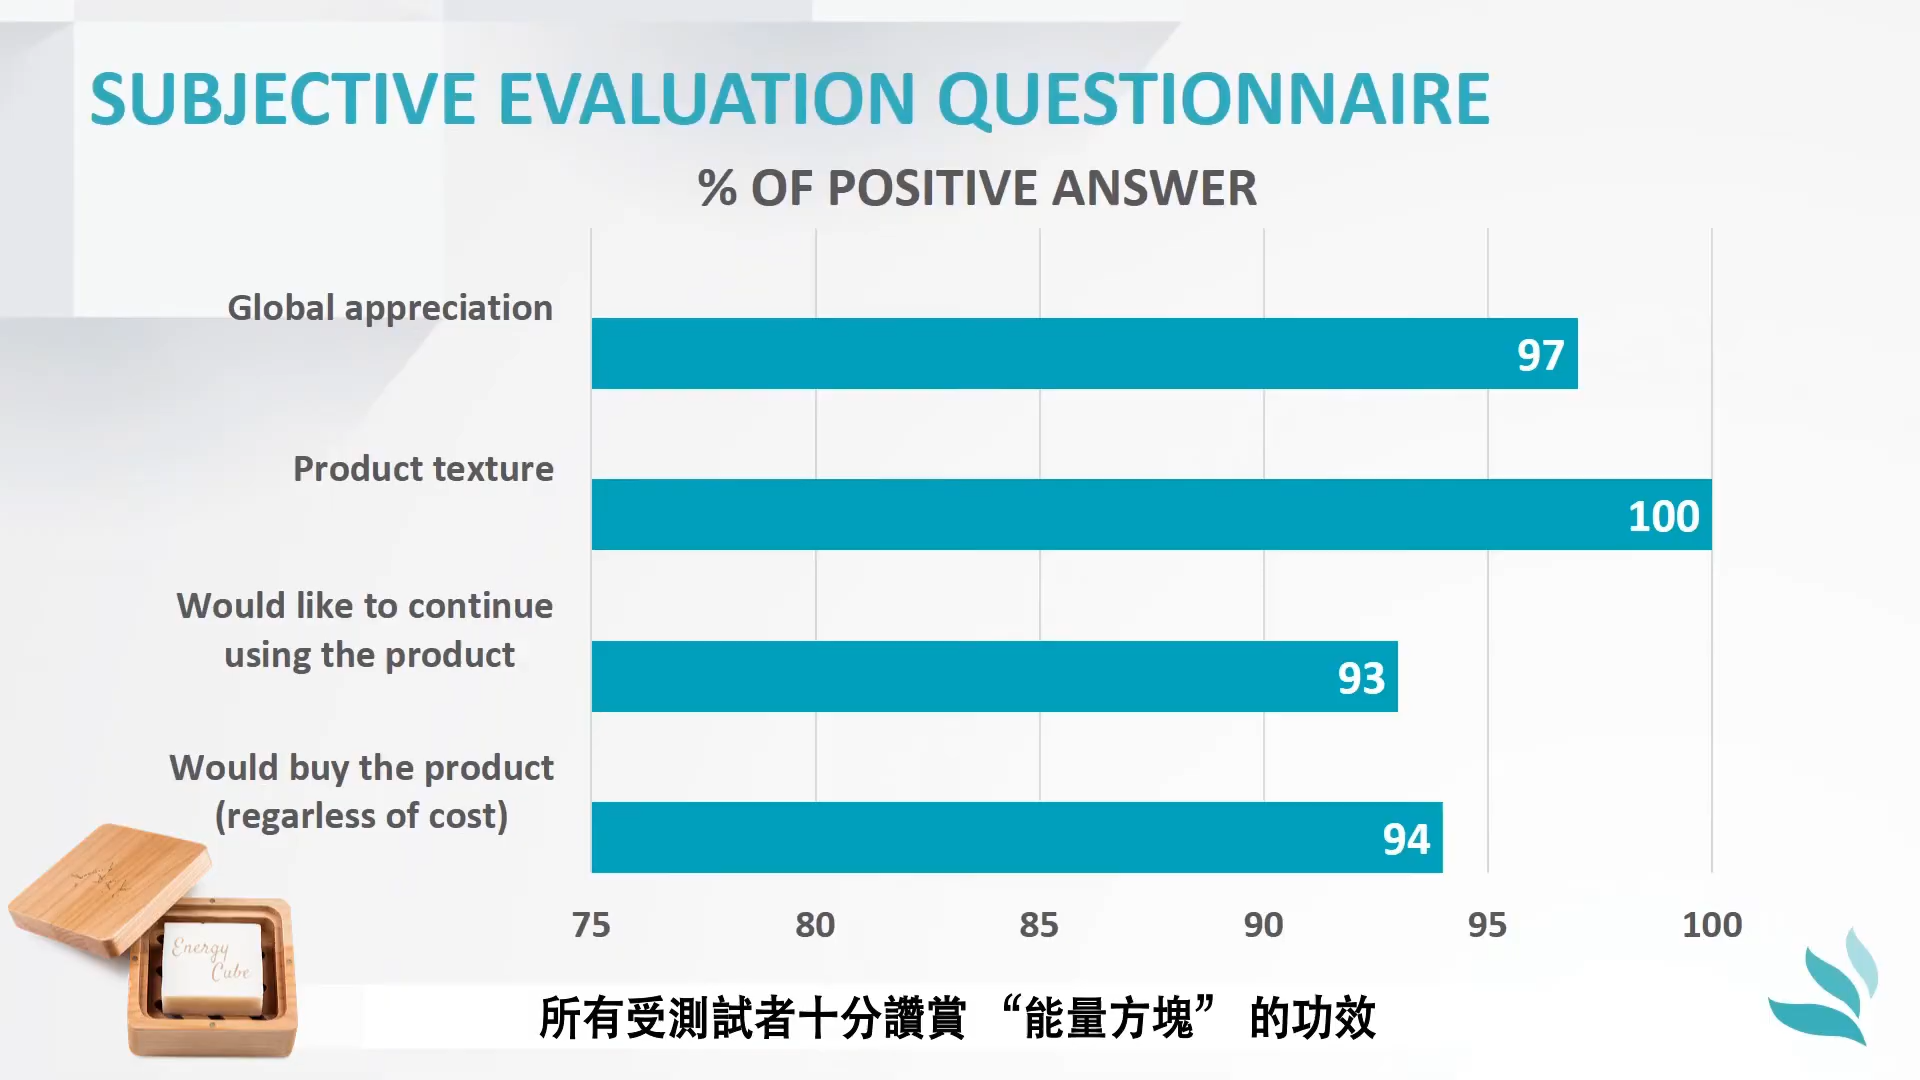 SUBJECTIVE EVALUATION QUESTIONNAIRE
% OF POSITIVE ANSWER
Global appreciation
97
Product texture
100
Would like to continue
using the product
93
Would buy the product
(regarless of cost)
94
75 80 85 90 95 100
Energy
Cube
所有受測試者十分讚賞 “能量方塊” 的功效